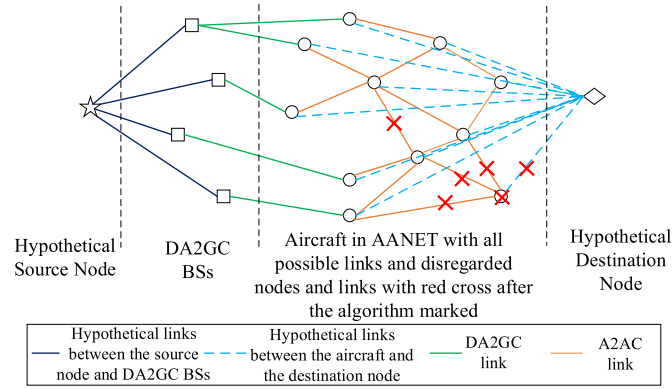 Hypothetical
Source Node
DA2GC
BSs
Aircraft in AANET with all
possible links and disregarded
nodes and links with red cross after
the algorithm marked
Hypothetical
Destination
Node
Hypothetical links
between the source
node and DA2GC BSs
Hypothetical links
between the aircraft and
the destination node
DA2GC
link
A2AC
link